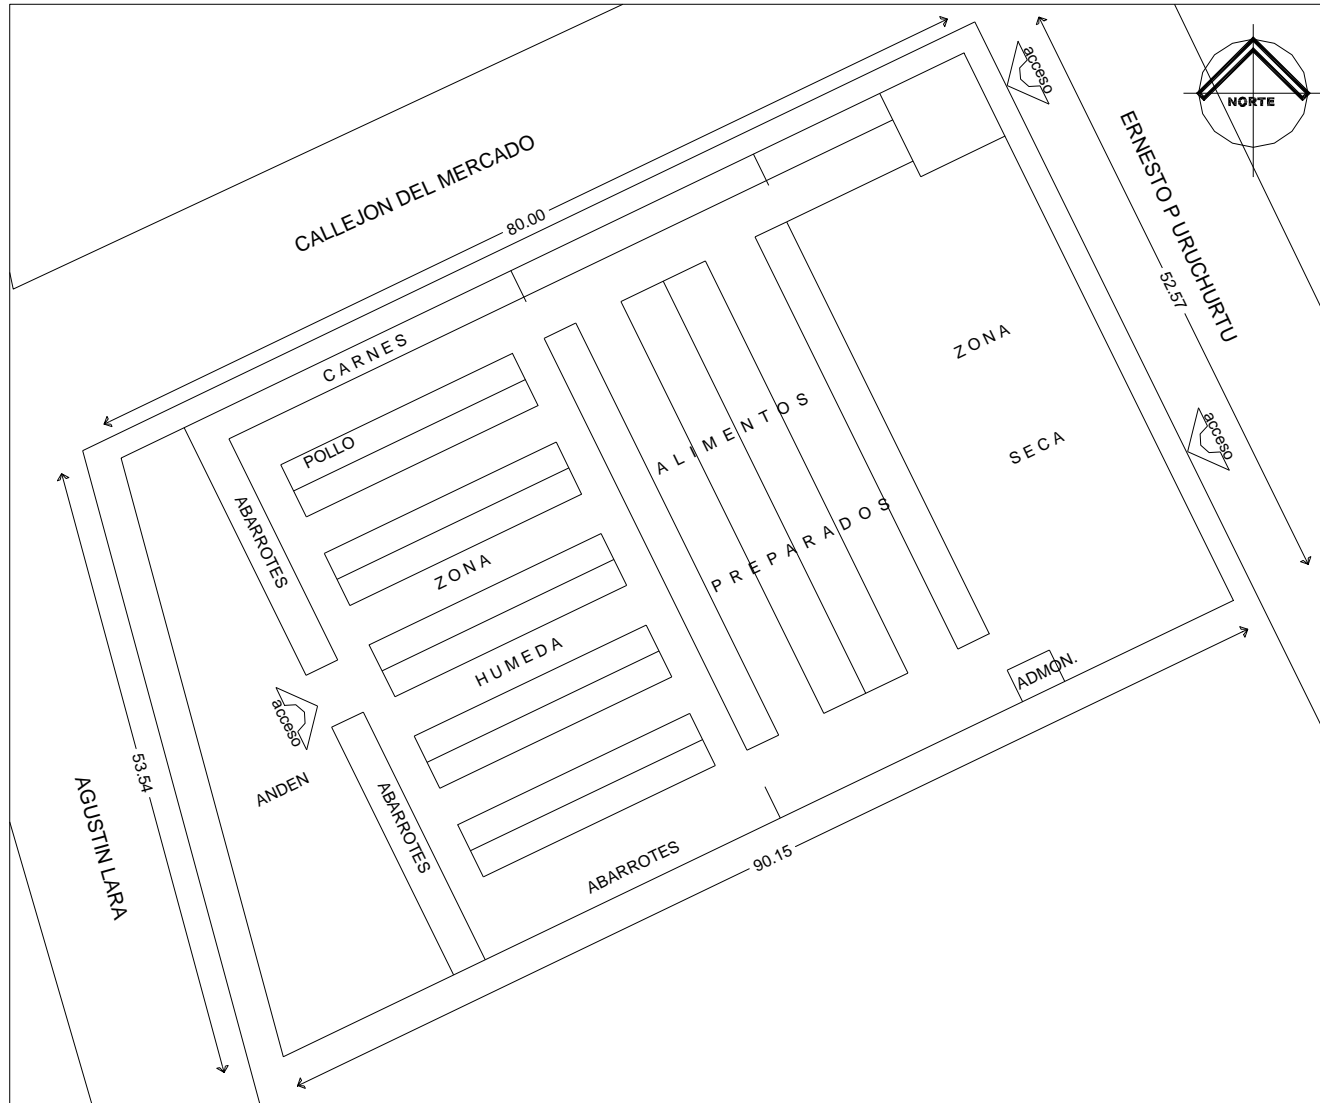 NORTE
acceso
ERNESTO P URUCHURTU
52.57
CALLEJON DEL MERCADO
80.00
CARNES
POLLO
ABARROTES
ZONA
HUMEDA
ALIMENTOS
PREPARADOS
ZONA
SECA
acceso
acceso
ANDEN
ABARROTES
ABARROTES
ADMON.
53.54
AGUSTIN LARA
90.15